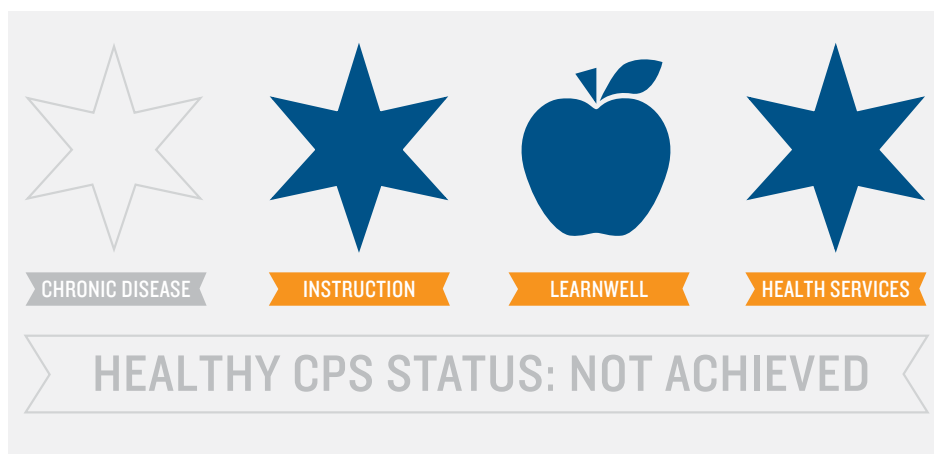 CHRONIC DISEASE
INSTRUCTION
LEARNWELL
HEALTH SERVICES
HEALTHY CPS STATUS: NOT ACHIEVED